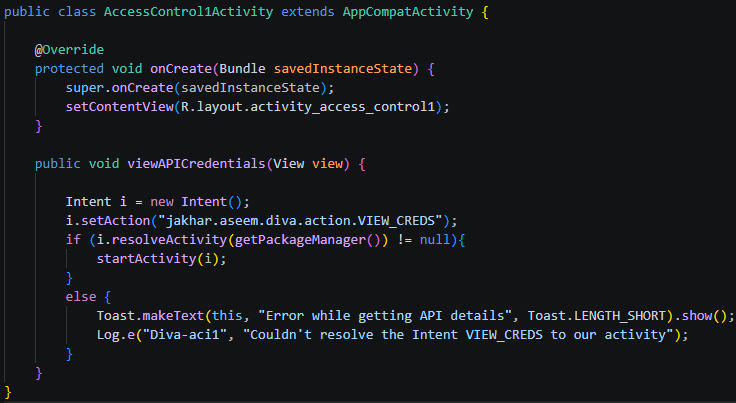 public class AccessControl1Activity extends AppCompatActivity {
@Override
protected void onCreate(Bundle savedInstanceState) {
super.onCreate(savedInstanceState);
setContentView(R.layout.activity_access_control1);
}
public void viewAPICredentials(View view) {
Intent i = new Intent();
i.setAction("jakhar.aseem.diva.action.VIEW_CREDS");
if (i.resolveActivity(getPackageManager()) != null){
startActivity(i);
}
else {
Toast.makeText(this, "Error while getting API details", Toast.LENGTH_SHORT).show();
Log.e("Diva-aci1", "Couldn't resolve the Intent VIEW_CREDS to our activity");
}
}
}